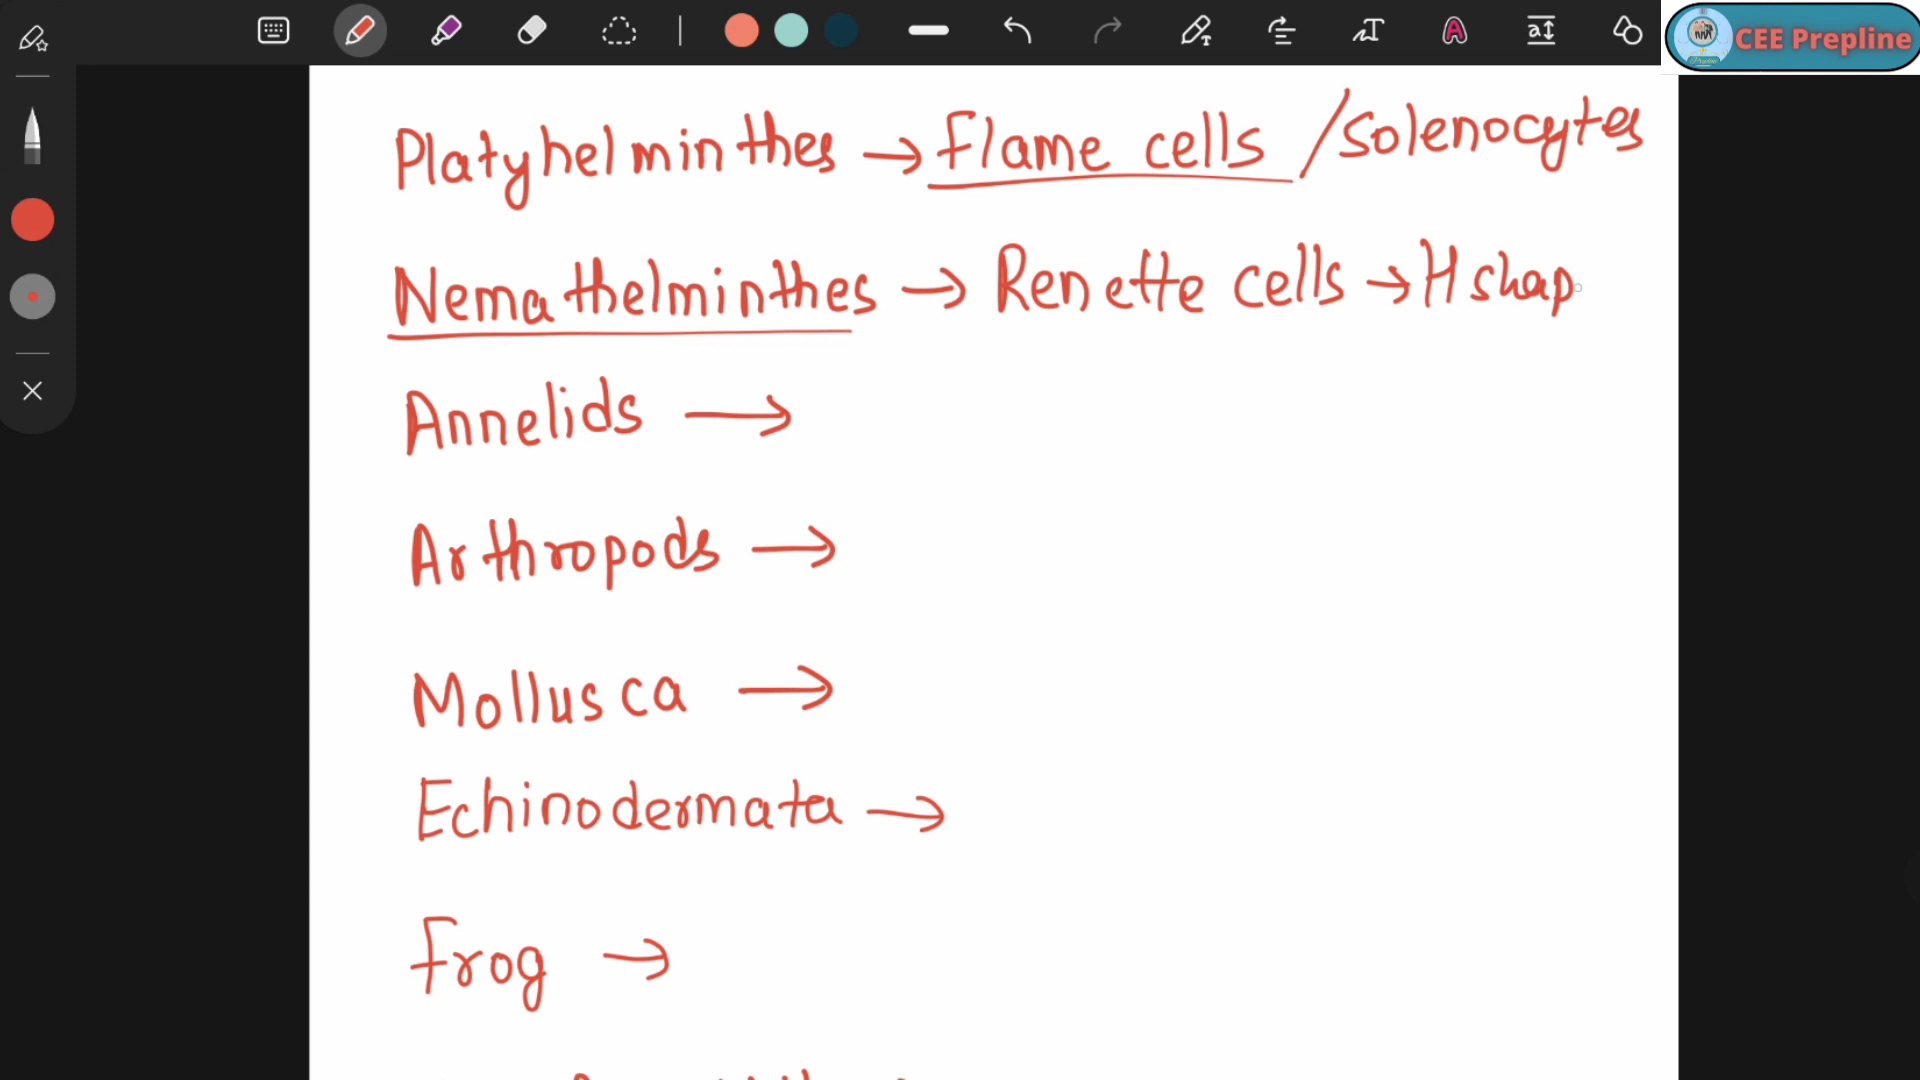 CEE Prepline
Platyhelminthes → Flame cells / Solenocytes
Nemathelminthes → Renette cells → H shap
Annelids →
Arthropods →
Mollusca →
Echinodermata →
Frog →